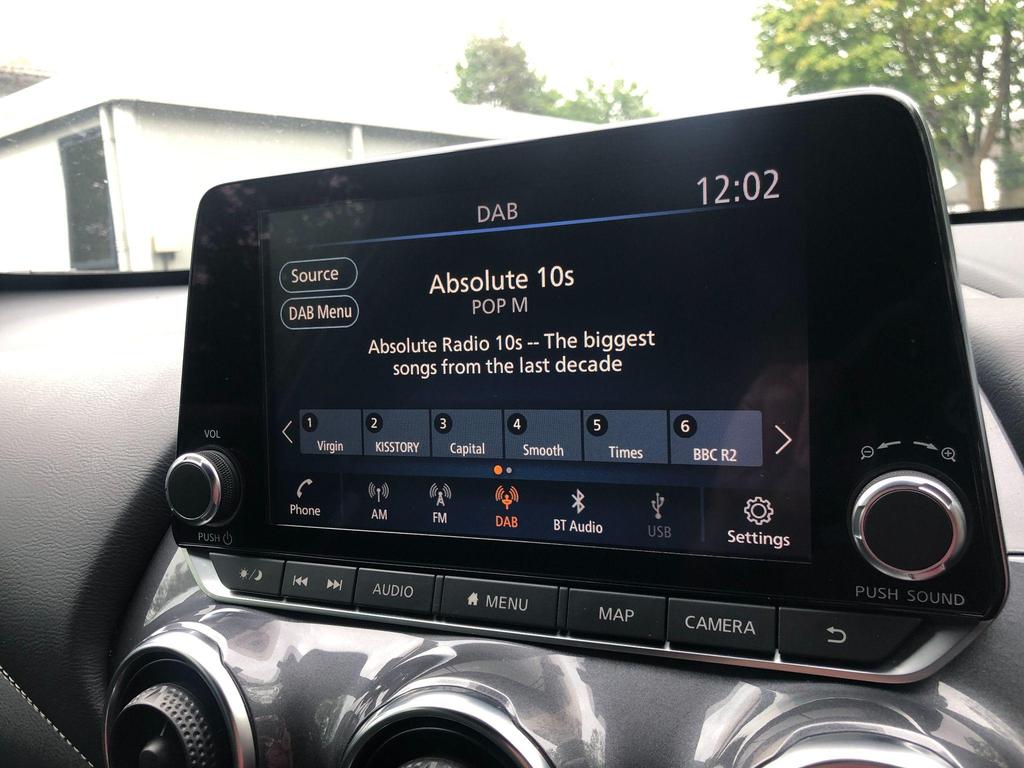 DAB
12:02
Source
DAB Menu
Absolute 10s
POP M
Absolute Radio 10s -- The biggest
songs from the last decade
1 Virgin
2 KISSTORY
3 Capital
4 Smooth
5 Times
6 BBC R2
Phone
AM
FM
DAB
BT Audio
USB
Settings
VOL
PUSH
PUSH SOUND
AUDIO
MENU
MAP
CAMERA